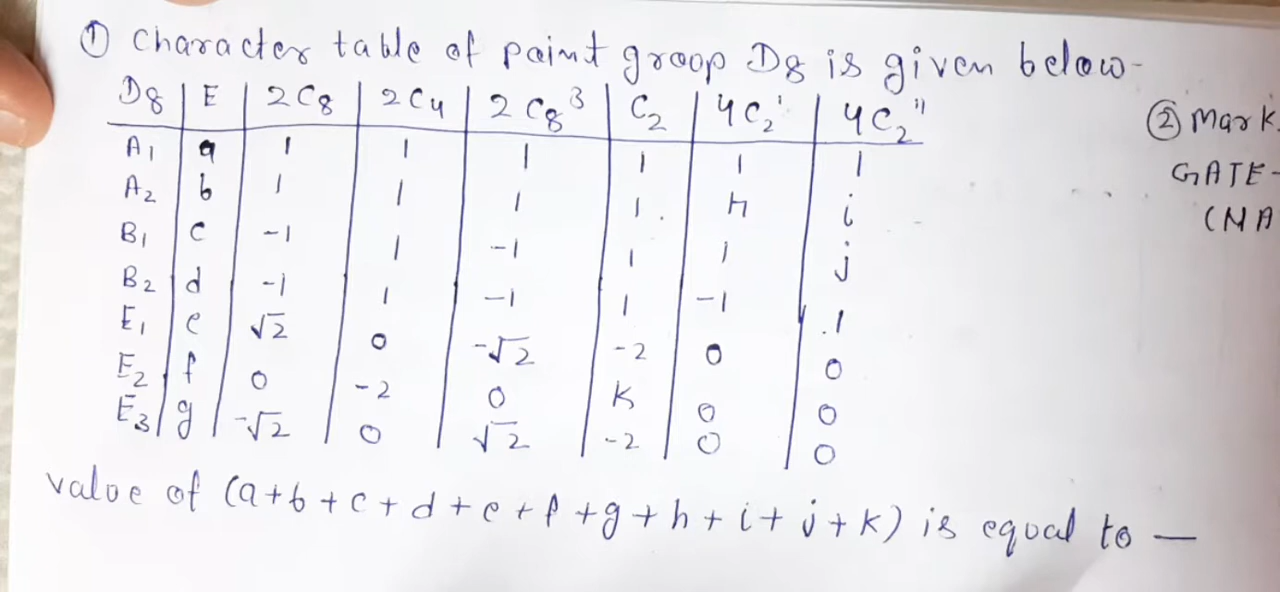 ① Character table of paint groop D8 is given below-
D8 | E | 2C8 | 2C4 | 2C8³ | C2 | 4C2' | 4C2"
② Mark
A1 a 1 1 1 1 1 1
GATE-
A2 b 1 1 1 1. h i
(NA
B1 c -1 1 -1 1 1 j
B2 d -1 1 -1 1 -1 .1
E1 e √2 0 -√2 -2 0 0
E2 f 0 -2 0 K 0 0
E3 g -√2 0 √2 -2 0 0
value of (a+b+c+d+e+f+g+h+i+j+k) is equal to —